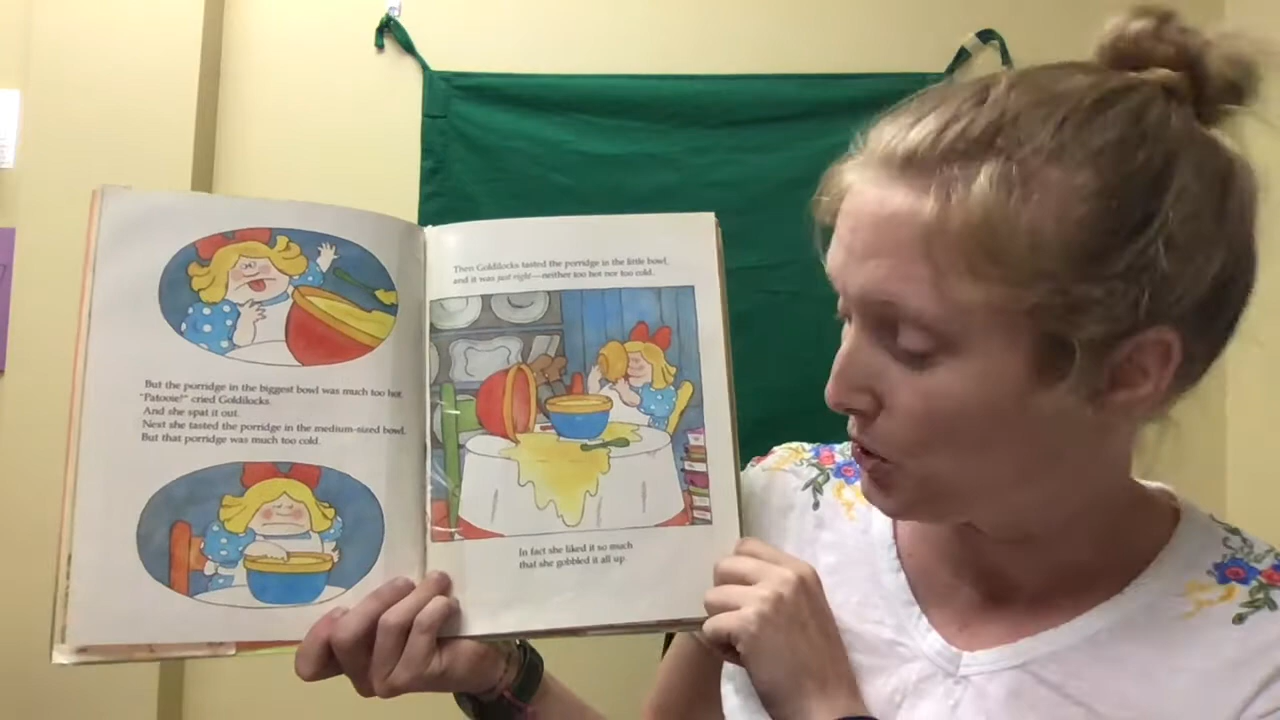 But the porridge in the biggest bowl was much too hot.
"Patooie!" cried Goldilocks.
And she spat it out.
Next she tasted the porridge in the medium-sized bowl.
But that porridge was much too cold.
Then Goldilocks tasted the porridge in the little bowl,
and it was just right—neither too hot nor too cold.
In fact she liked it so much
that she gobbled it all up.